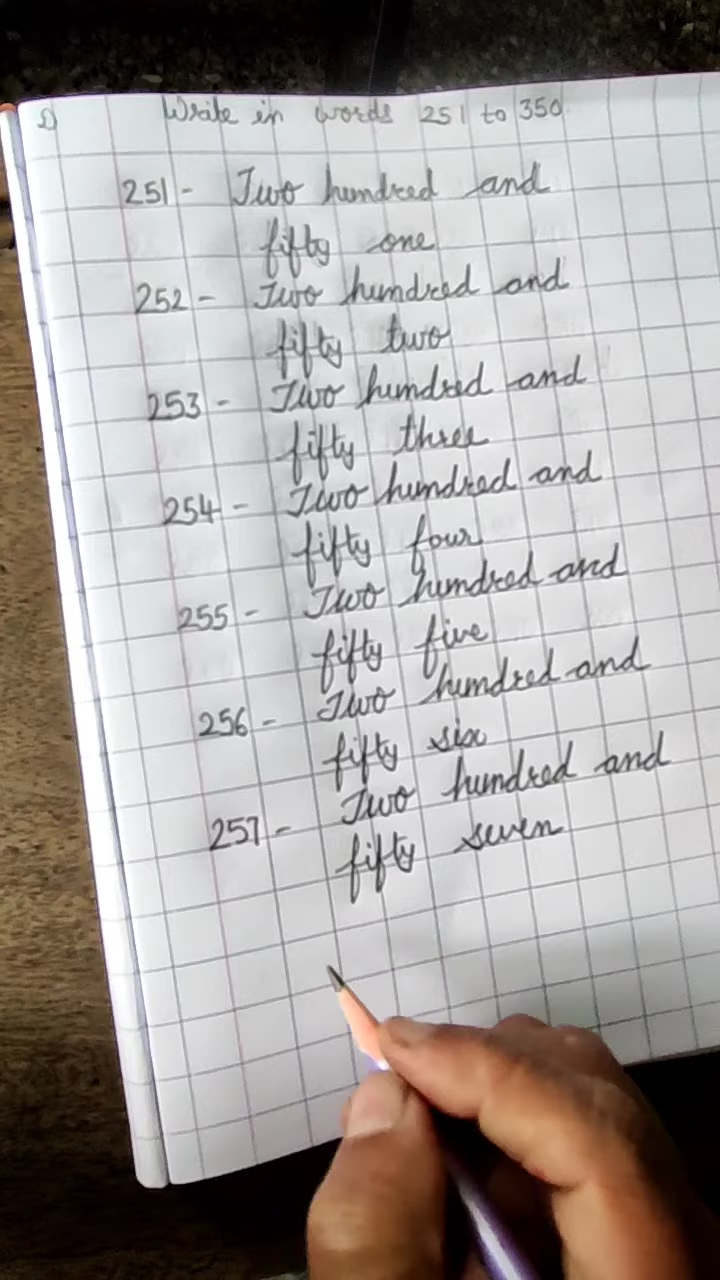 1) Write in words 251 to 350
251 - Two hundred and
fifty one
252 - Two hundred and
fifty two
253 - Two hundred and
fifty three
254 - Two hundred and
fifty four
255 - Two hundred and
fifty five
256 - Two hundred and
fifty six
257 - Two hundred and
fifty seven